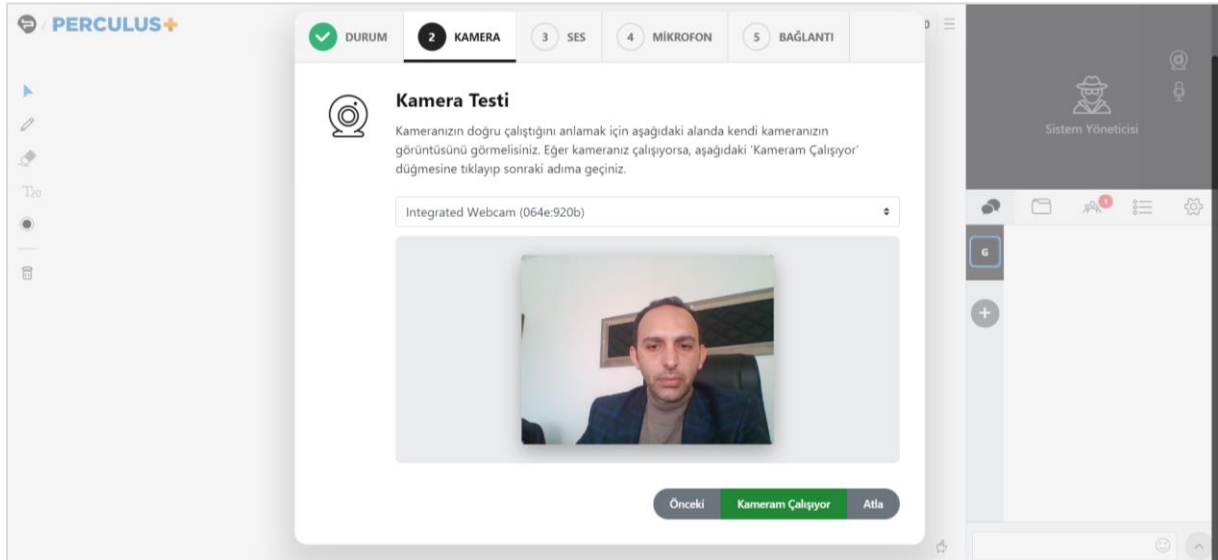 PERCULUS+
DURUM
2 KAMERA
3 SES
4 MİKROFON
5 BAĞLANTI
Kamera Testi
Kameranızın doğru çalıştığını anlamak için aşağıdaki alanda kendi kameranızın
görüntüsünü görmelisiniz. Eğer kameranız çalışıyorsa, aşağıdaki 'Kameram Çalışıyor'
düğmesine tıklayıp sonraki adıma geçiniz.
Integrated Webcam (064e:920b)
Önceki
Kameram Çalışıyor
Atla
T20
Sistem Yöneticisi
1
G